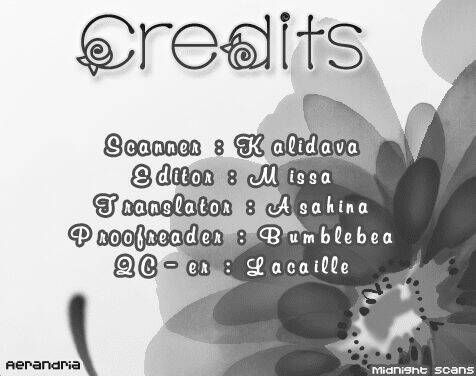 Credits
Scanner : Kalidava
Editor : Missa
Translator : Asahina
Proofreader : Bumblebea
QC-er : Lacaille
Aerandria
Midnight Scans